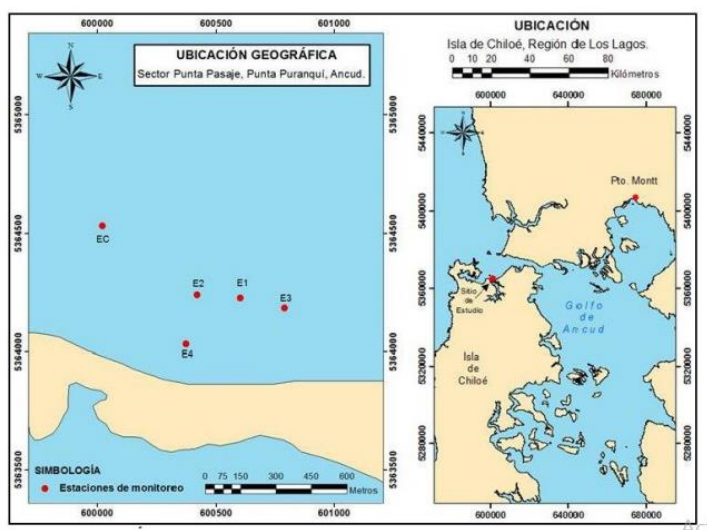 600000 600500 601000
UBICACIÓN GEOGRÁFICA
Sector Punta Pasaje, Punta Puranquí, Ancud.
N
W E
S
5365000 5365000
5364500 5364500
EC
E2 E1 E3
E4
5364000 5364000
5363500 5363500
SIMBOLOGÍA
Estaciones de monitoreo
0 75 150 300 450 600
Metros
600000 600500 601000
UBICACIÓN
Isla de Chiloé, Región de Los Lagos.
0 10 20 40 60 80
Kilómetros
600000 640000 680000
5440000 5440000
Pto. Montt
5400000 5400000
5360000 5360000
Sitio
de
Estudio
Golfo
de
Ancud
Isla
de
Chiloé
5320000 5320000
5280000 5280000
600000 640000 680000